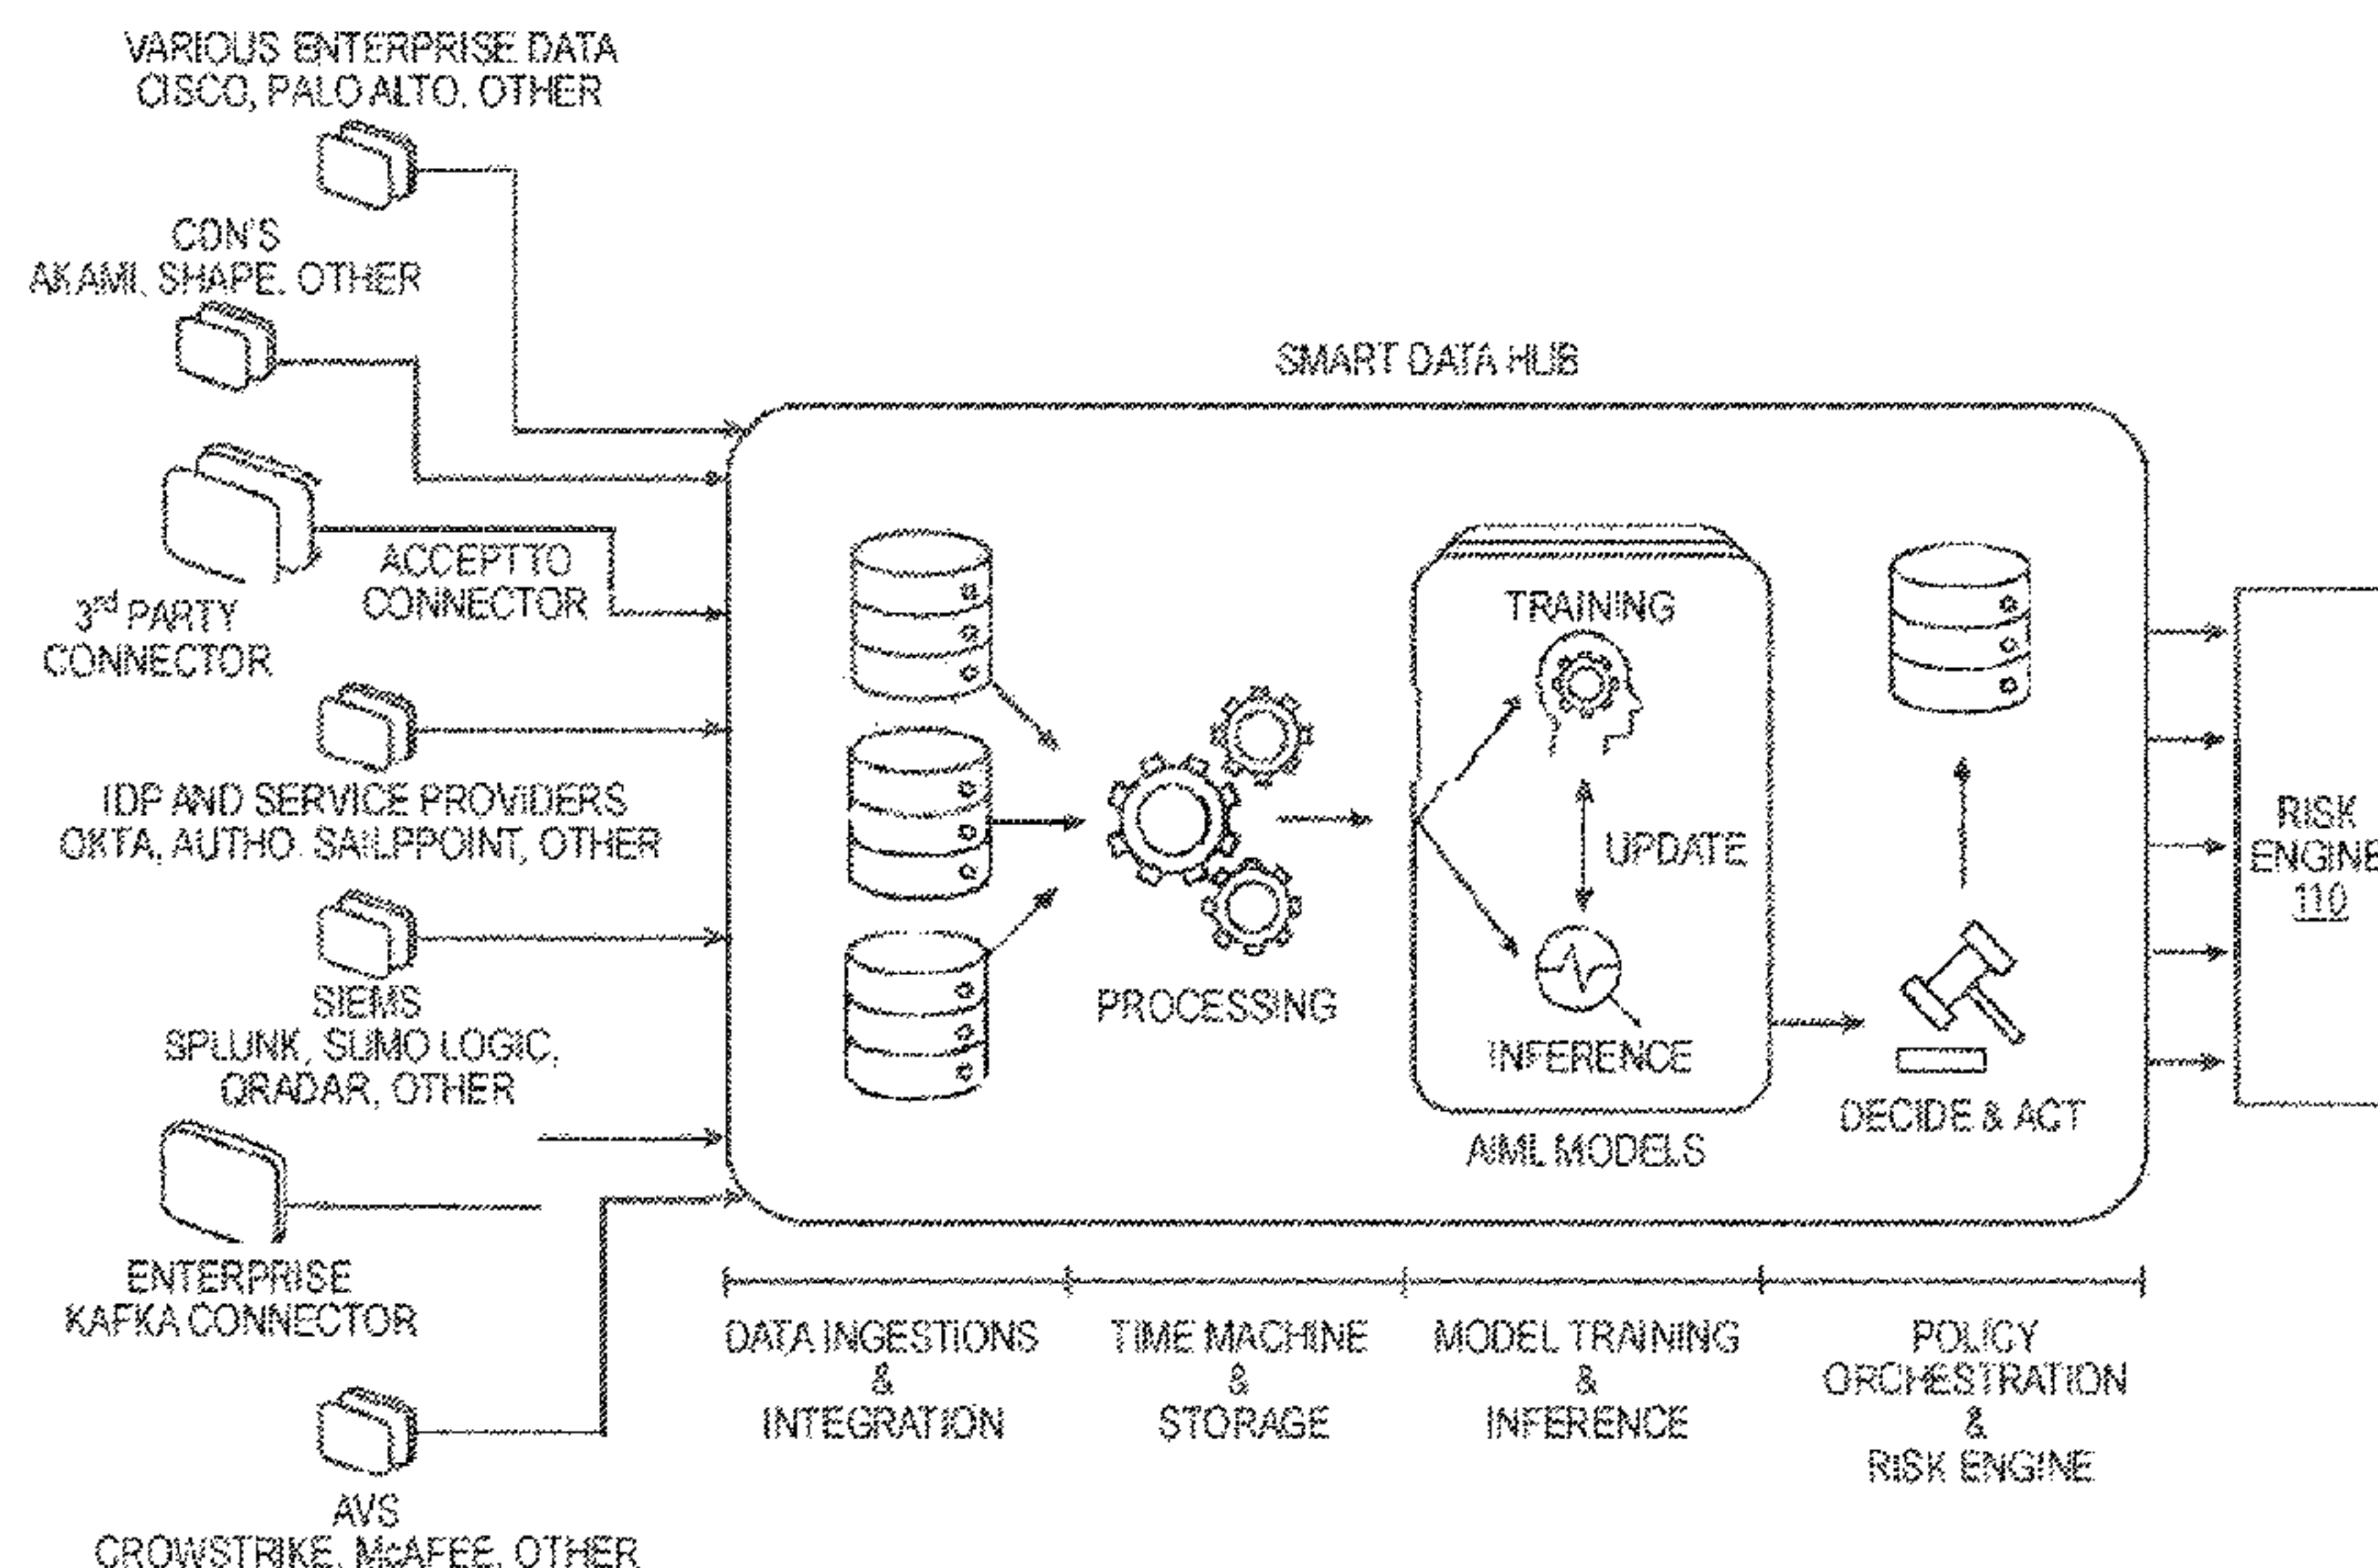 VARIOUS ENTERPRISE DATA
CISCO, PALO ALTO, OTHER
CDN'S
AKAMI, SHAPE, OTHER
ACCEPTTO
CONNECTOR
3rd PARTY
CONNECTOR
IDP AND SERVICE PROVIDERS
OKTA, AUTHO, SAILPPOINT, OTHER
SIEMS
SPLUNK, SUMO LOGIC,
QRADAR, OTHER
ENTERPRISE
KAFKA CONNECTOR
AVS
CROWSTRIKE, McAFEE, OTHER
SMART DATA HUB
PROCESSING
TRAINING
UPDATE
INFERENCE
AIML MODELS
DECIDE & ACT
RISK
ENGINE
110
DATA INGESTIONS
&
INTEGRATION
TIME MACHINE
&
STORAGE
MODEL TRAINING
&
INFERENCE
POLICY
ORCHESTRATION
&
RISK ENGINE